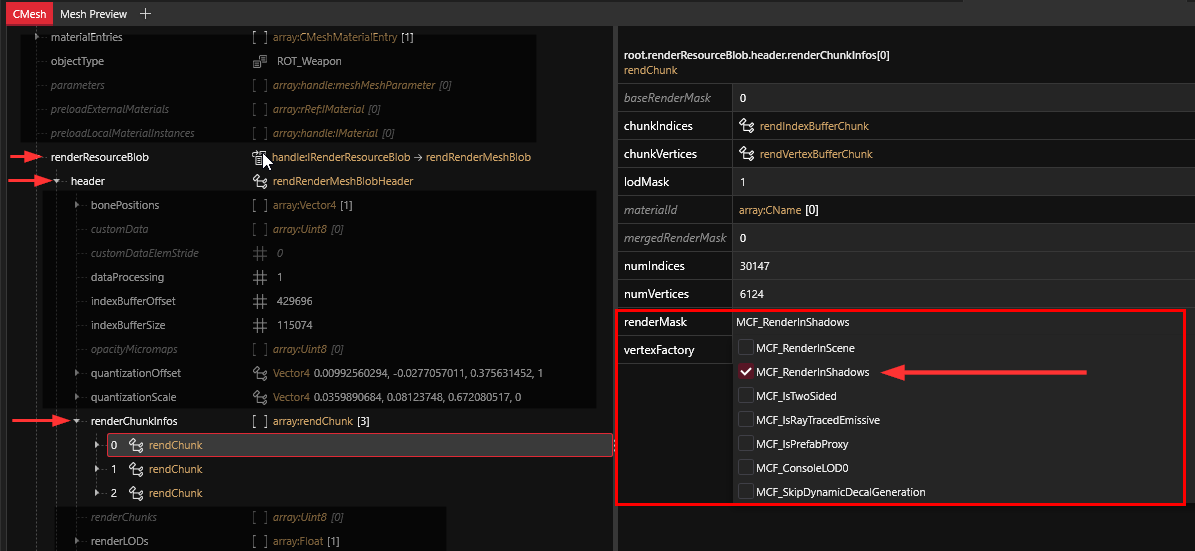 CMesh Mesh Preview +
materialEntries [ ] array:CMeshMaterialEntry [1]
objectType ROT_Weapon
parameters [ ] array:handle:meshMeshParameter [0]
preloadExternalMaterials [ ] array:rRef:IMaterial [0]
preloadLocalMaterialInstances [ ] array:handle:IMaterial [0]
renderResourceBlob handle:IRenderResourceBlob → rendRenderMeshBlob
header rendRenderMeshBlobHeader
bonePositions [ ] array:Vector4 [1]
customData [ ] array:Uint8 [0]
customDataElemStride # 0
dataProcessing # 1
indexBufferOffset # 429696
indexBufferSize # 115074
opacityMicromaps [ ] array:Uint8 [0]
quantizationOffset Vector4 0.00992560294, -0.0277057011, 0.375631452, 1
quantizationScale Vector4 0.0359890684, 0.08123748, 0.672080517, 0
renderChunkInfos [ ] array:rendChunk [3]
0 rendChunk
1 rendChunk
2 rendChunk
renderChunks [ ] array:Uint8 [0]
renderLODs [ ] array:Float [1]
root.renderResourceBlob.header.renderChunkInfos[0]
rendChunk
baseRenderMask 0
chunkIndices rendIndexBufferChunk
chunkVertices rendVertexBufferChunk
lodMask 1
materialId array:CName [0]
mergedRenderMask 0
numIndices 30147
numVertices 6124
renderMask MCF_RenderInShadows
vertexFactory
MCF_RenderInScene
MCF_RenderInShadows
MCF_IsTwoSided
MCF_IsRayTracedEmissive
MCF_IsPrefabProxy
MCF_ConsoleLOD0
MCF_SkipDynamicDecalGeneration